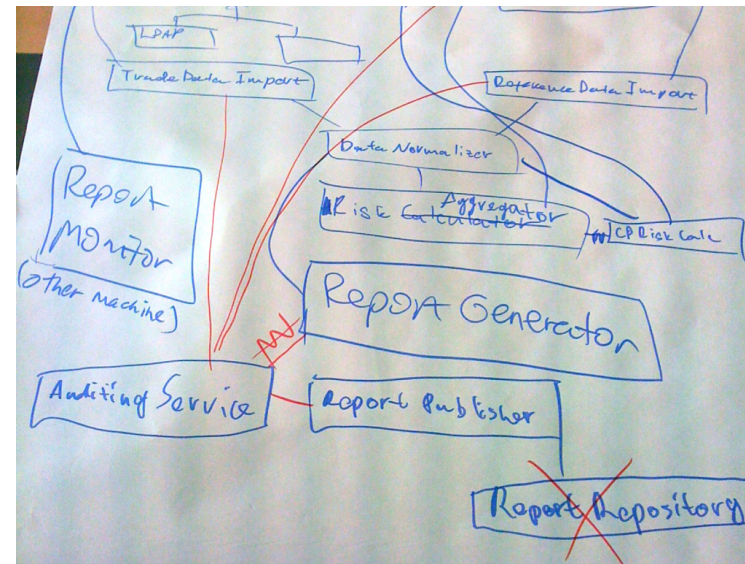 LDAP
Trade Data Import
Reference Data Import
Data Normalizer
Aggregator
Risk Calculator
CP Risk Calc
Report
Monitor
(other Machine)
Report Generator
Auditing Service
Report Publisher
Report Repository